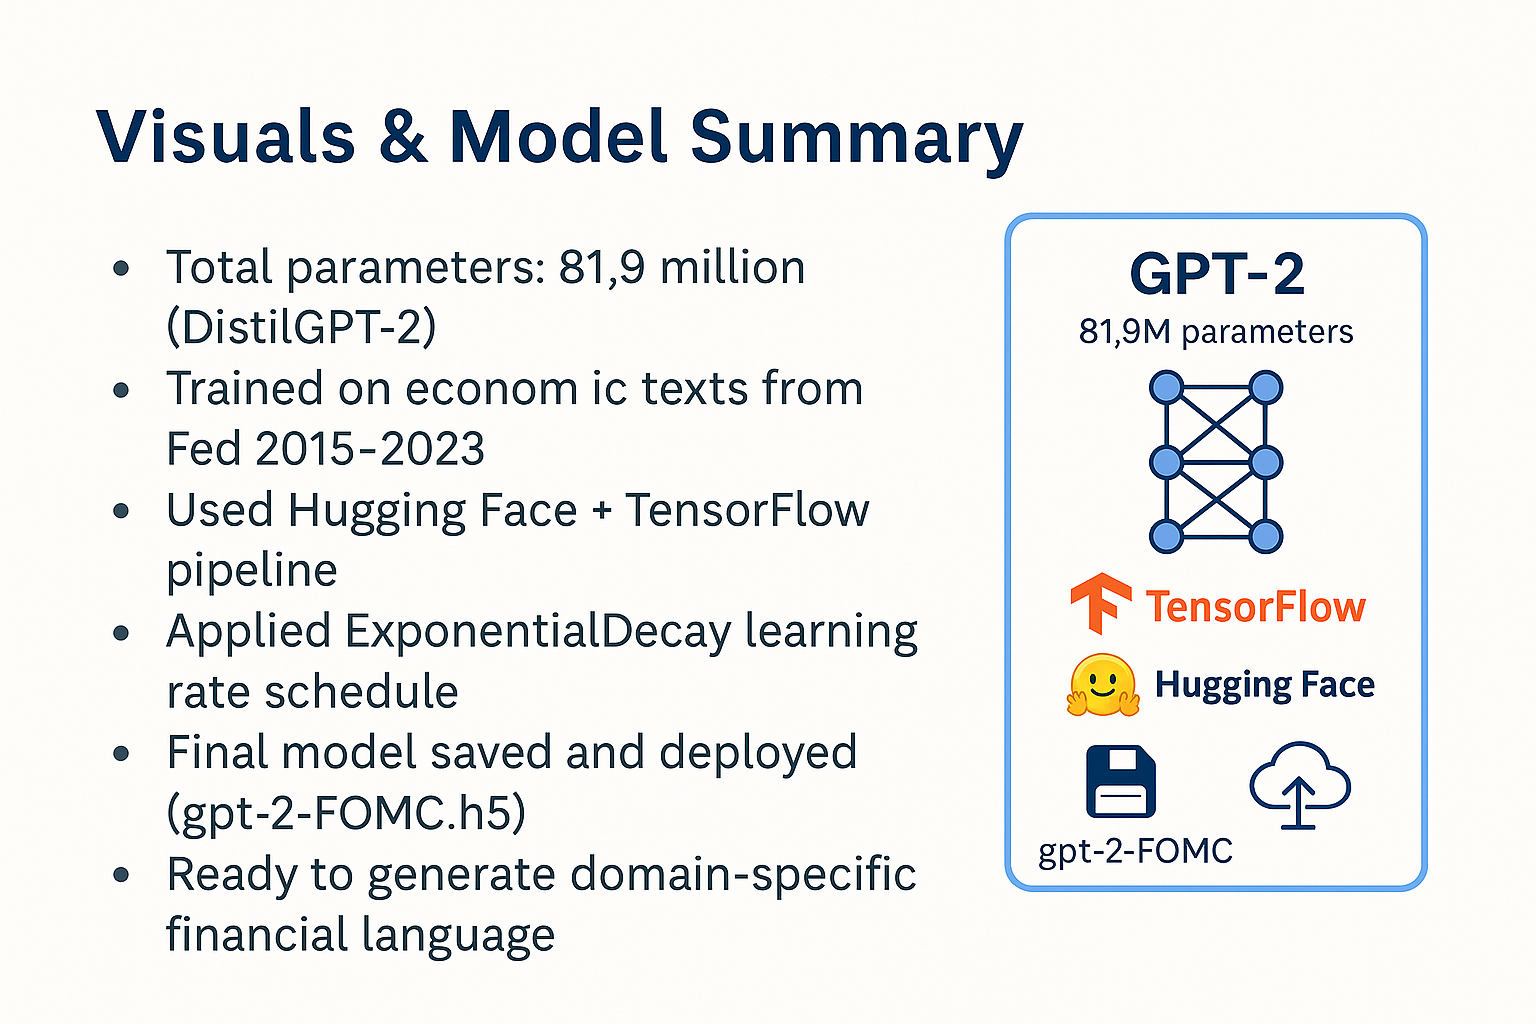 Visuals & Model Summary
• Total parameters: 81,9 million
(DistilGPT-2)
• Trained on econom ic texts from
Fed 2015-2023
• Used Hugging Face + TensorFlow
pipeline
• Applied ExponentialDecay learning
rate schedule
• Final model saved and deployed
(gpt-2-FOMC.h5)
• Ready to generate domain-specific
financial language
GPT-2
81,9M parameters
TensorFlow
Hugging Face
gpt-2-FOMC